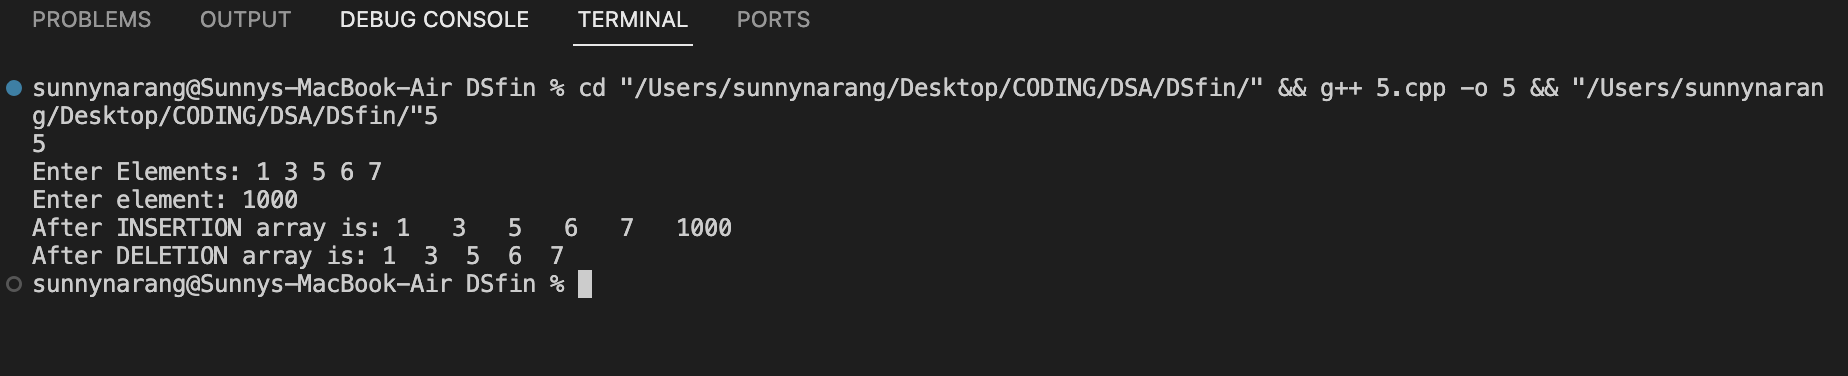 PROBLEMS OUTPUT DEBUG CONSOLE TERMINAL PORTS
sunnynarang@Sunnys-MacBook-Air DSfin % cd "/Users/sunnynarang/Desktop/CODING/DSA/DSfin/" && g++ 5.cpp -o 5 && "/Users/sunnynaran
g/Desktop/CODING/DSA/DSfin/"5
5
Enter Elements: 1 3 5 6 7
Enter element: 1000
After INSERTION array is: 1   3   5   6   7   1000
After DELETION array is: 1  3  5  6  7
sunnynarang@Sunnys-MacBook-Air DSfin %